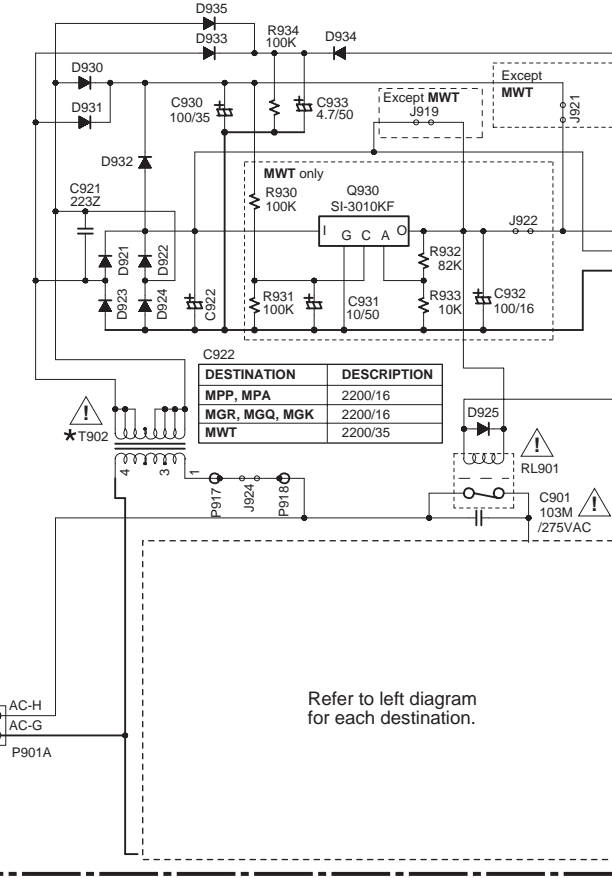 D935
D933
R934
100K
D934
D930
D931
C930
100/35
C933
4.7/50
Except MWT
J919
Except
MWT
J921
D932
MWT only
C921
223Z
R930
100K
Q930
SI-3010KF
I G C A O
J922
D921
D922
R932
82K
D923
D924
C922
R931
100K
C931
10/50
R933
10K
C932
100/16
C922
DESTINATION DESCRIPTION
MPP, MPA 2200/16
MGR, MGQ, MGK 2200/16
MWT 2200/35
! ★T902
4 3 1
D925
!
RL901
P917
J924
P918
C901 !
103M
/275VAC
Refer to left diagram
for each destination.
AC-H
AC-G
P901A